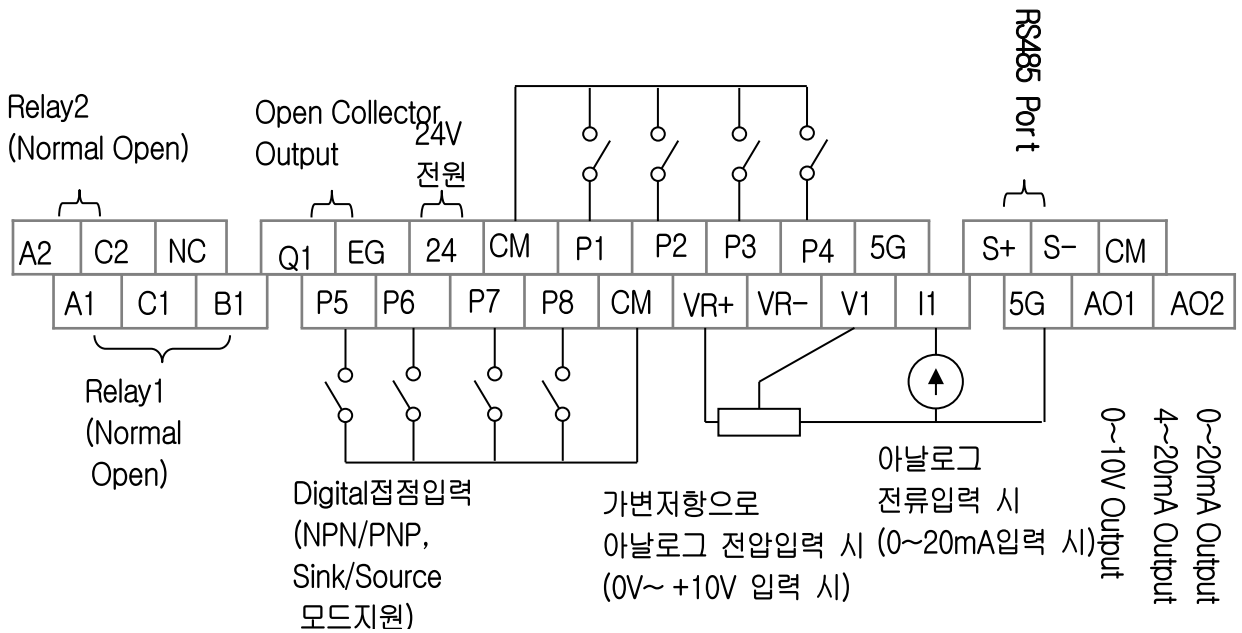 RS485 Port
Relay2
(Normal Open)
Open Collector
Output
24V
전원
A2 C2 NC Q1 EG 24 CM P1 P2 P3 P4 5G S+ S- CM
A1 C1 B1 P5 P6 P7 P8 CM VR+ VR- V1 I1 5G AO1 AO2
Relay1
(Normal
Open)
Digital접점입력
(NPN/PNP,
Sink/Source
모드지원)
가변저항으로
아날로그 전압입력 시
(0V~ +10V 입력 시)
아날로그
전류입력 시
(0~20mA입력 시)
0~10V Output
4~20mA Output
0~20mA Output